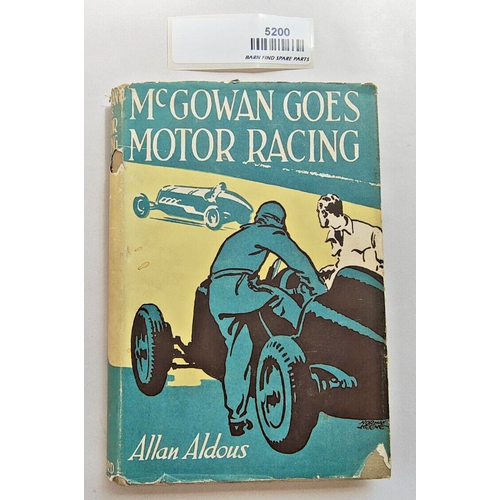 5200
BARN FIND SPARE PARTS
McGOWAN GOES
MOTOR RACING
Allan Aldous